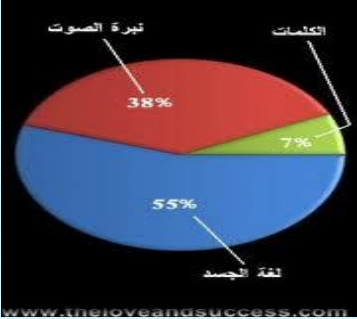 الكلمات
نبرة الصوت
38%
7%
55%
لغة الجسد
www.theloveandsuccess.com